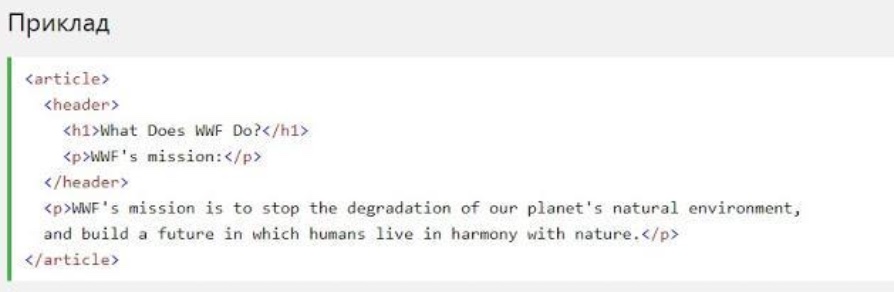 Приклад
<article>
<header>
<h1>What Does WWF Do?</h1>
<p>WWF's mission:</p>
</header>
<p>WWF's mission is to stop the degradation of our planet's natural environment,
and build a future in which humans live in harmony with nature.</p>
</article>